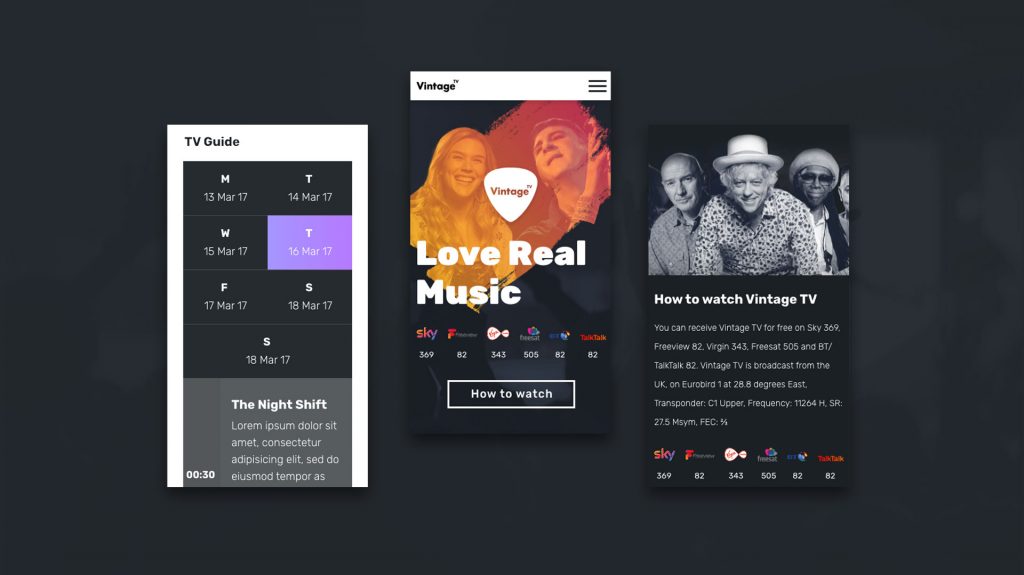 TV Guide
M T
13 Mar 17 14 Mar 17
W T
15 Mar 17 16 Mar 17
F S
17 Mar 17 18 Mar 17
S
18 Mar 17
The Night Shift
Lorem ipsum dolor sit
amet, consectetur
adipisicing elit, sed do
00:30 eiusmod tempor as
Vintage TV
Vintage TV
Love Real
Music
sky Freeview Virgin freesat BT TalkTalk
369 82 343 505 82 82
How to watch
How to watch Vintage TV
You can receive Vintage TV for free on Sky 369,
Freeview 82, Virgin 343, Freesat 505 and BT/
TalkTalk 82. Vintage TV is broadcast from the
UK, on Eurobird 1 at 28.8 degrees East,
Transponder: C1 Upper, Frequency: 11264 H, SR:
27.5 Msym, FEC: ⅔
sky Freeview Virgin freesat BT TalkTalk
369 82 343 505 82 82